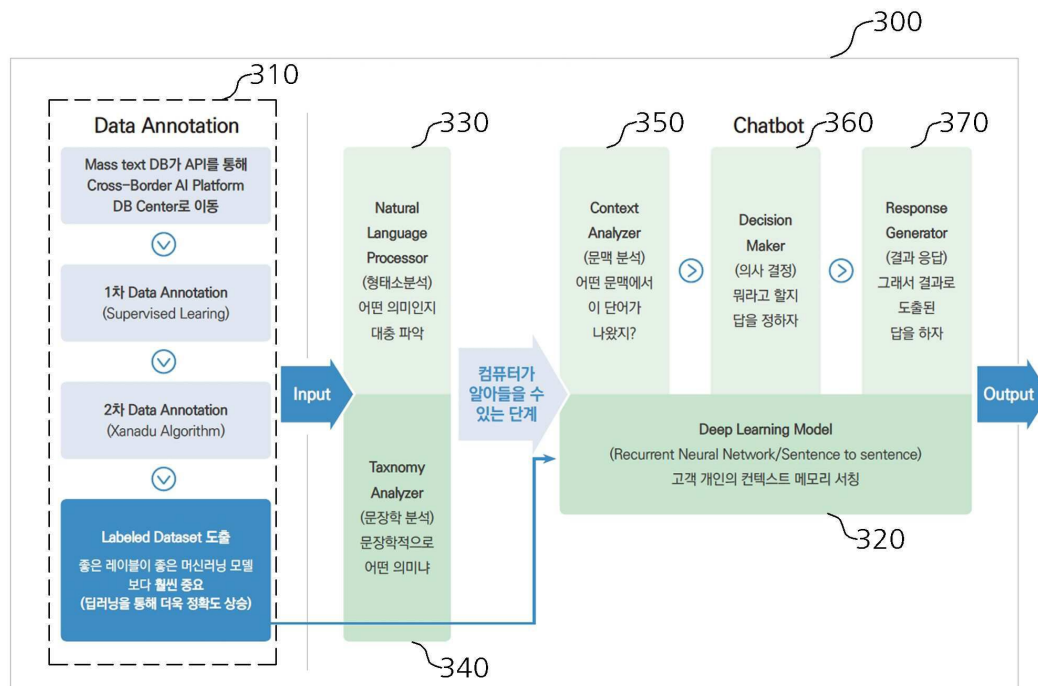 300
310
Data Annotation
Mass text DB가 API를 통해
Cross-Border AI Platform
DB Center로 이동
1차 Data Annotation
(Supervised Learing)
2차 Data Annotation
(Xanadu Algorithm)
Labeled Dataset 도출
좋은 레이블이 좋은 머신러닝 모델
보다 훨씬 중요
(딥러닝을 통해 더욱 정확도 상승)
Input
330
Natural
Language
Processor
(형태소분석)
어떤 의미인지
대충 파악
Taxnomy
Analyzer
(문장학 분석)
문장학적으로
어떤 의미냐
340
컴퓨터가
알아들을 수
있는 단계
Chatbot
350
Context
Analyzer
(문맥 분석)
어떤 문맥에서
이 단어가
나왔지?
360
Decision
Maker
(의사 결정)
뭐라고 할지
답을 정하자
370
Response
Generator
(결과 응답)
그래서 결과로
도출된
답을 하자
Deep Learning Model
(Recurrent Neural Network/Sentence to sentence)
고객 개인의 컨텍스트 메모리 서칭
320
Output